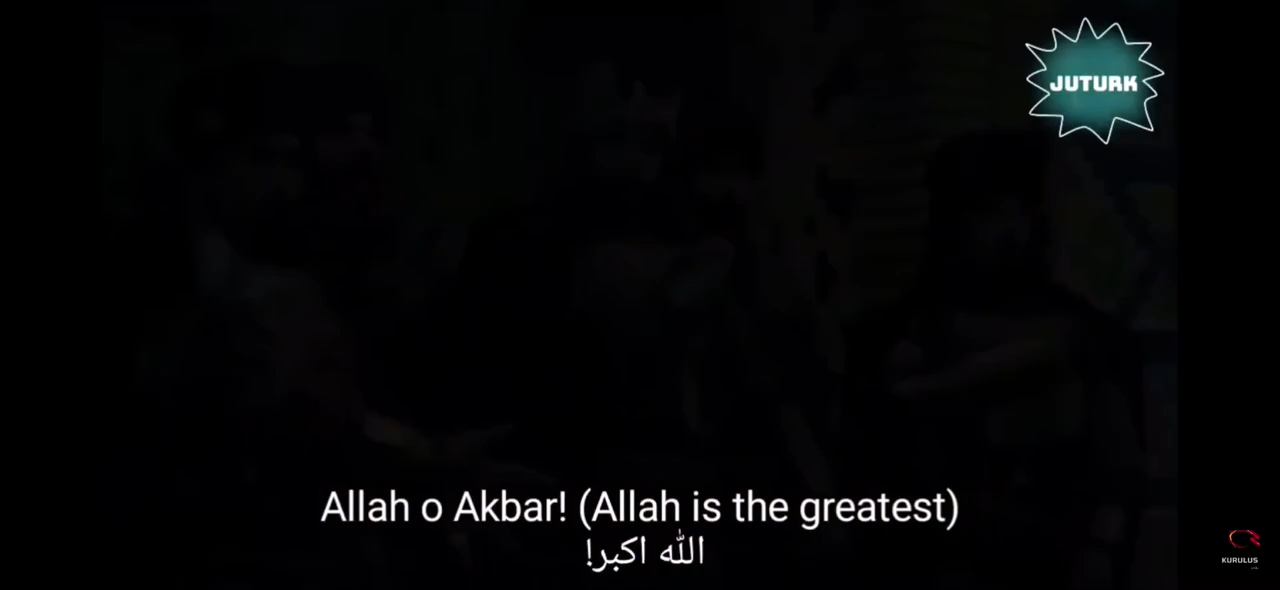 JUTURK
Allah o Akbar! (Allah is the greatest)
الله اکبر!
KURULUS